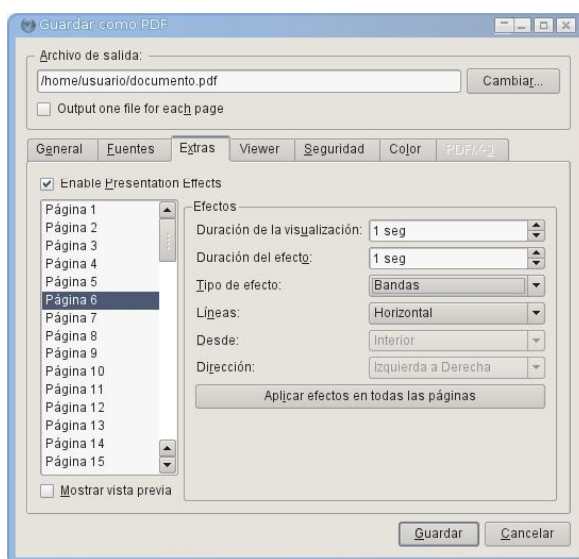 Guardar como PDF
Archivo de salida:
/home/usuario/documento.pdf
Cambiar...
Output one file for each page
General Fuentes Extras Viewer Seguridad Color PDF/X-3
Enable Presentation Effects
Página 1
Página 2
Página 3
Página 4
Página 5
Página 6
Página 7
Página 8
Página 9
Página 10
Página 11
Página 12
Página 13
Página 14
Página 15
Mostrar vista previa
Efectos
Duración de la visualización: 1 seg
Duración del efecto: 1 seg
Tipo de efecto: Bandas
Líneas: Horizontal
Desde: Interior
Dirección: Izquierda a Derecha
Aplicar efectos en todas las páginas
Guardar Cancelar